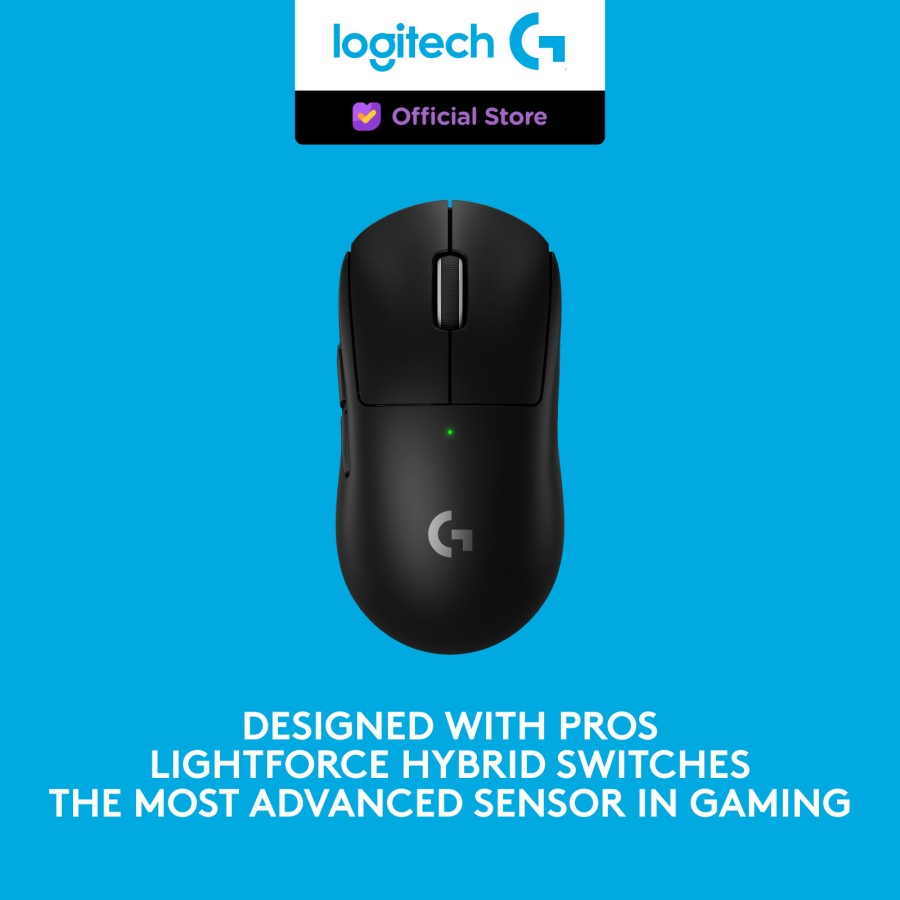 logitech G
Official Store
G
DESIGNED WITH PROS
LIGHTFORCE HYBRID SWITCHES
THE MOST ADVANCED SENSOR IN GAMING